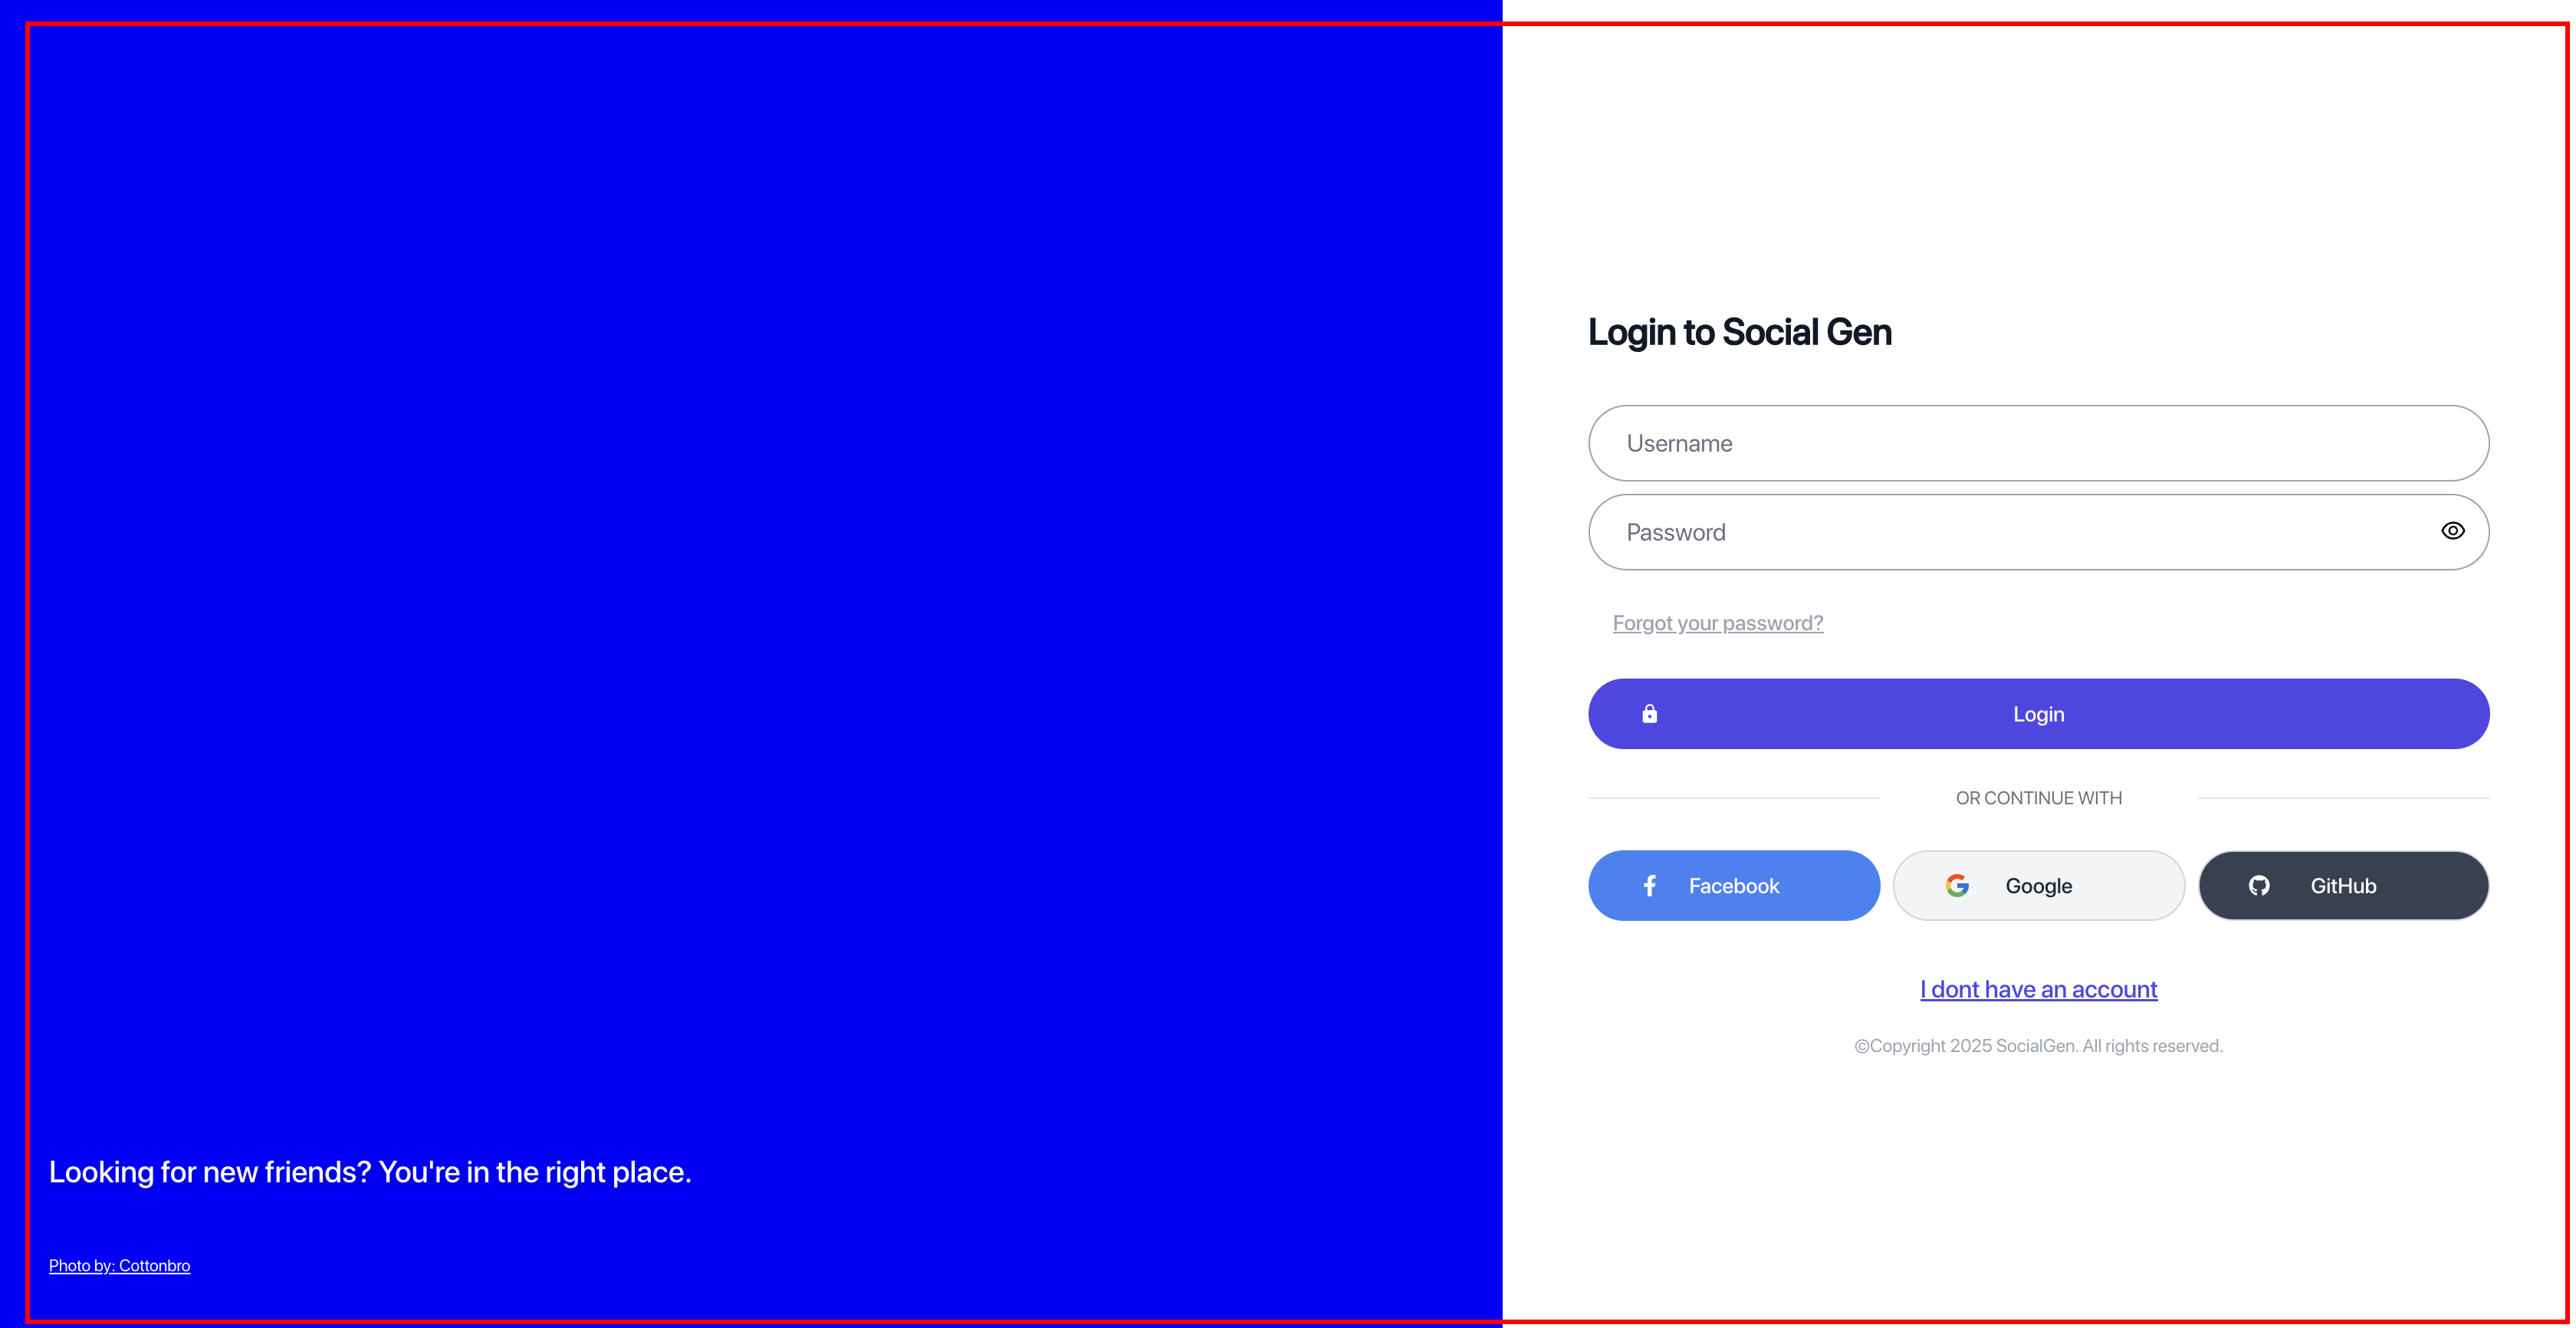 Login to Social Gen
Username
Password
Forgot your password?
Login
OR CONTINUE WITH
Facebook
Google
GitHub
I dont have an account
©Copyright 2025 SocialGen. All rights reserved.
Looking for new friends? You're in the right place.
Photo by: Cottonbro